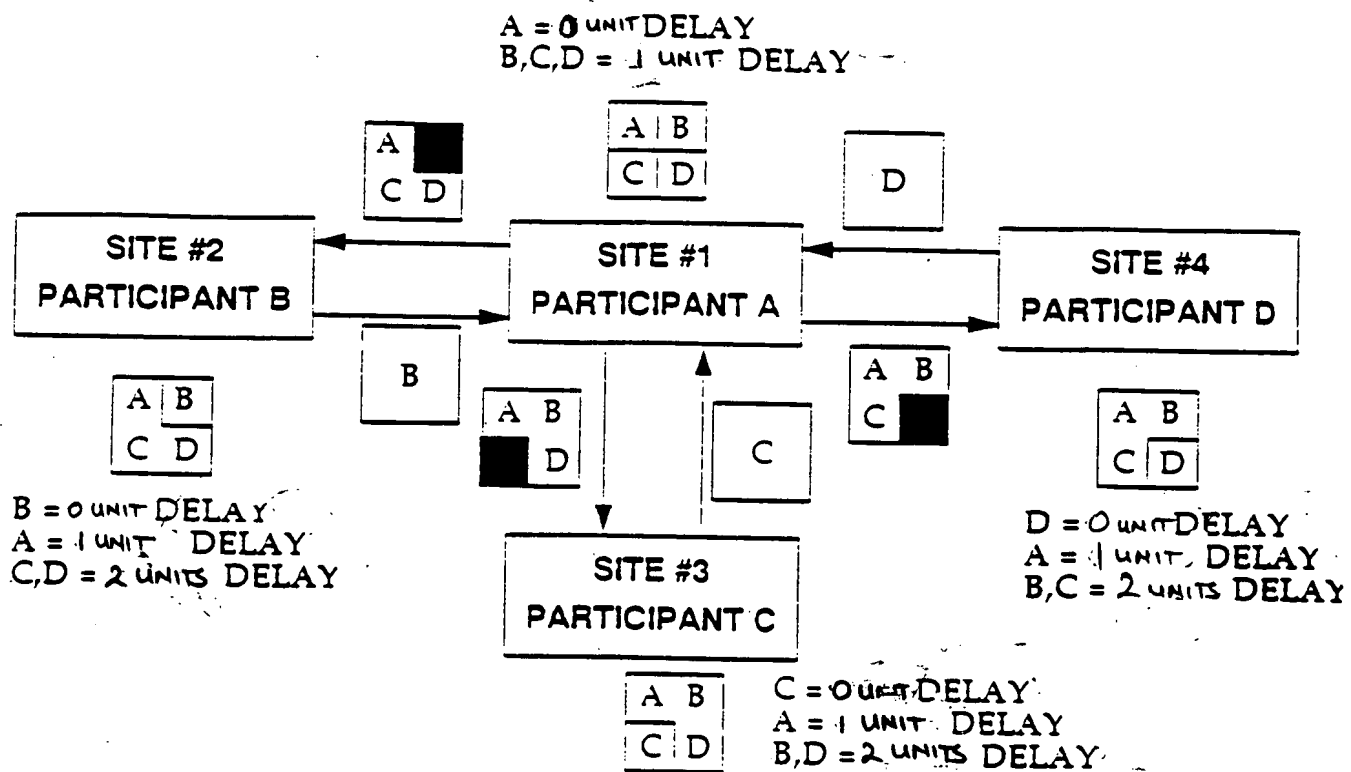 A = 0 UNIT DELAY
B,C,D = 1 UNIT DELAY
A
C D
A B
C D
D
SITE #2
PARTICIPANT B
SITE #1
PARTICIPANT A
SITE #4
PARTICIPANT D
B
A B
D
C
A B
C
A B
C D
B = 0 UNIT DELAY
A = 1 UNIT DELAY
C,D = 2 UNITS DELAY
A B
C D
D = 0 UNIT DELAY
A = 1 UNIT DELAY
B,C = 2 UNITS DELAY
SITE #3
PARTICIPANT C
A B
C D
C = 0 UNIT DELAY
A = 1 UNIT DELAY
B,D = 2 UNITS DELAY